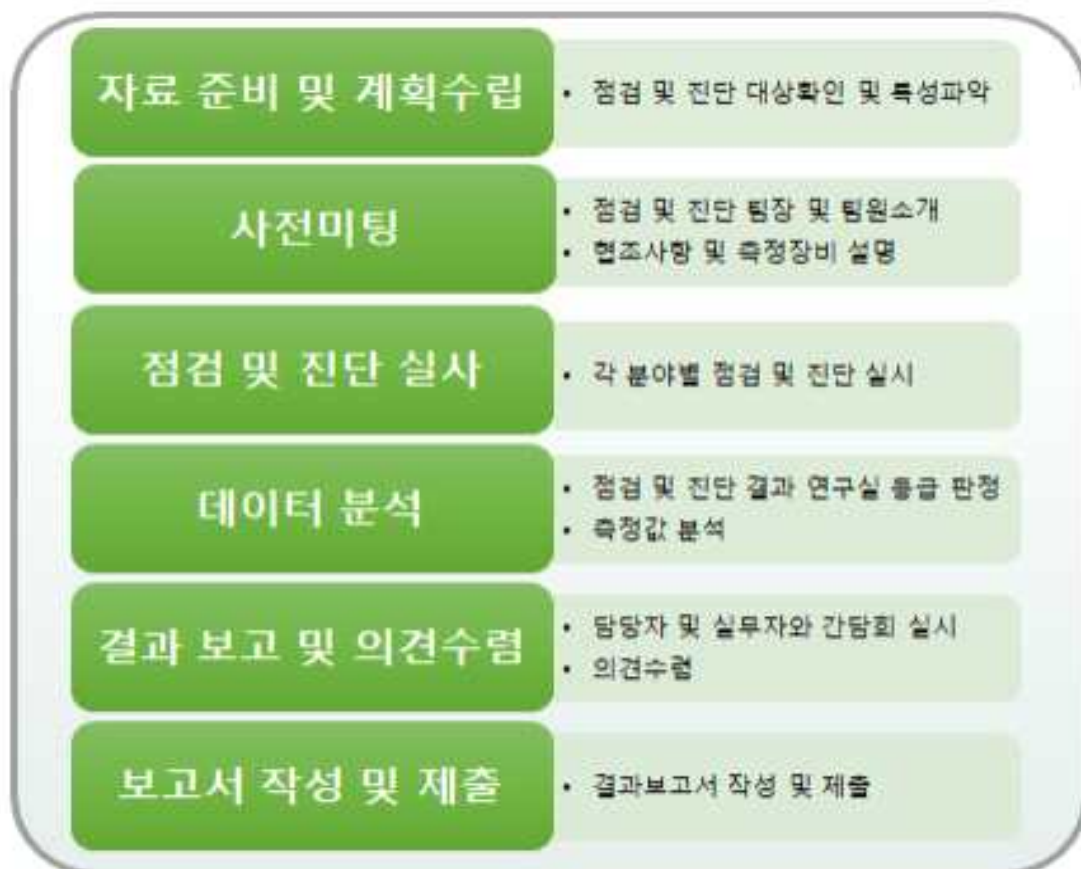 자료 준비 및 계획수립
• 점검 및 진단 대상확인 및 특성파악
사전미팅
• 점검 및 진단 팀장 및 팀원소개
• 협조사항 및 측정장비 설명
점검 및 진단 실사
• 각 분야별 점검 및 진단 실시
데이터 분석
• 점검 및 진단 결과 연구실 등급 판정
• 측정값 분석
결과 보고 및 의견수렴
• 담당자 및 실무자와 간담회 실시
• 의견수렴
보고서 작성 및 제출
• 결과보고서 작성 및 제출